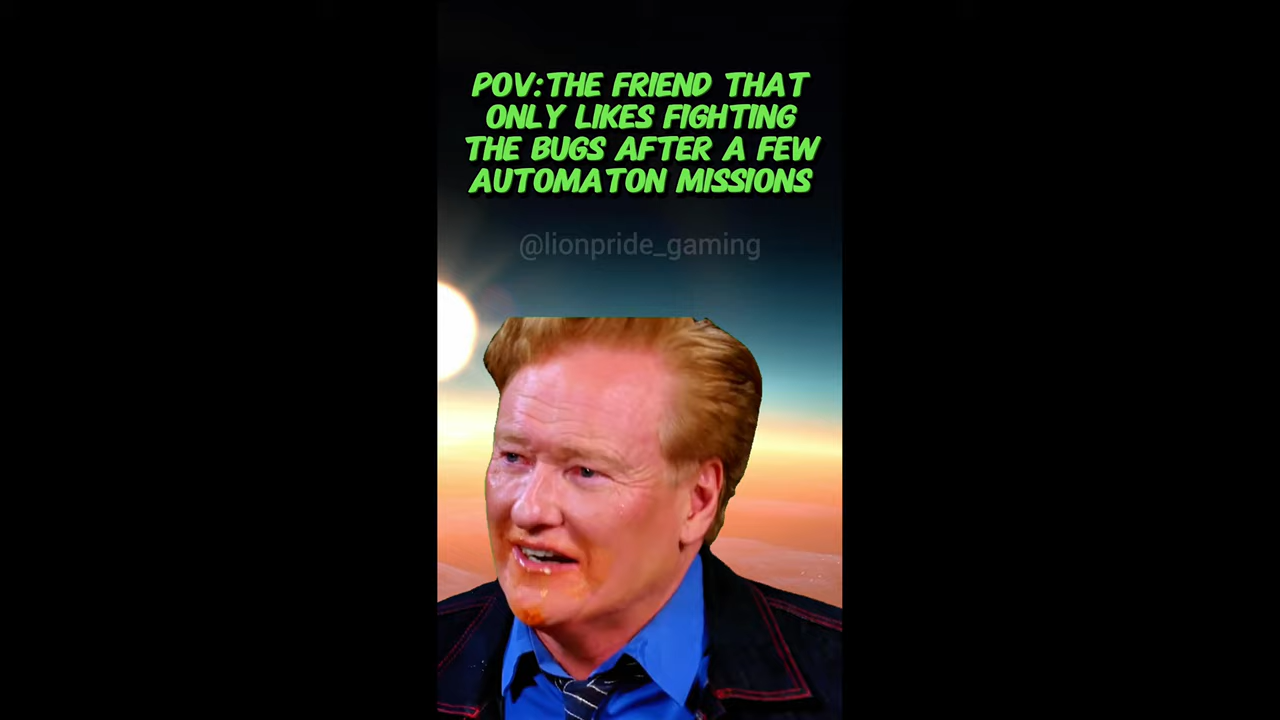 POV:THE FRIEND THAT
ONLY LIKES FIGHTING
THE BUGS AFTER A FEW
AUTOMATON MISSIONS
@lionpride_gaming